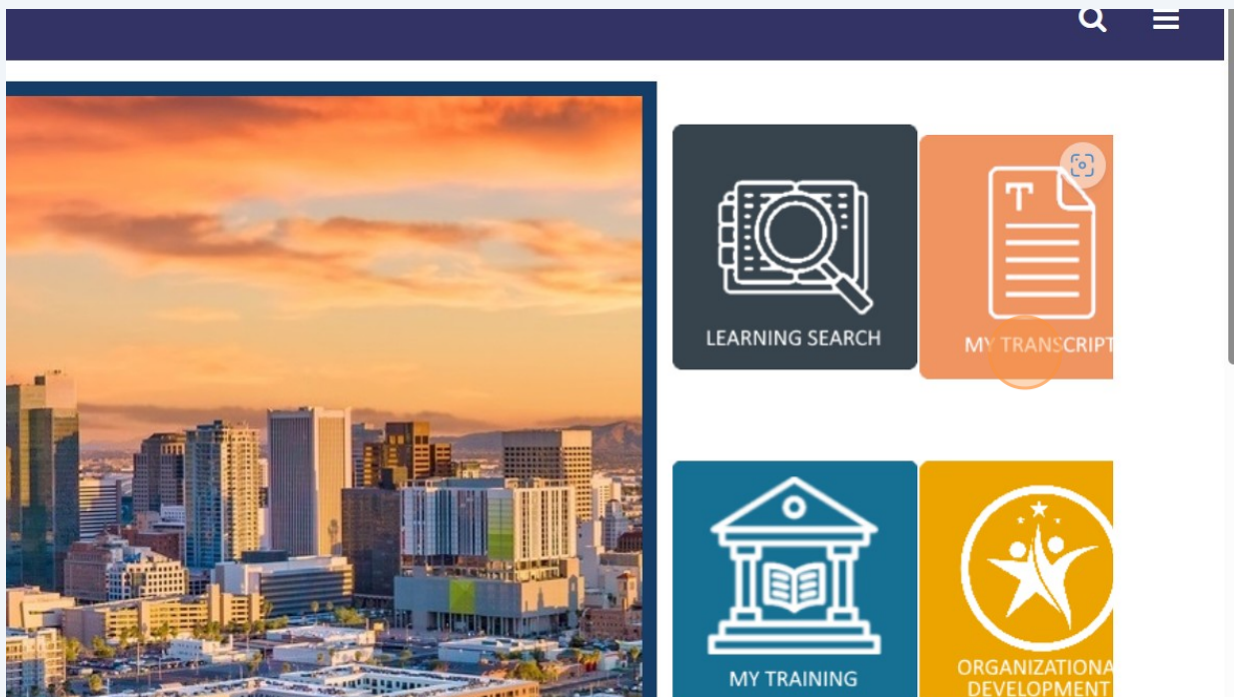 LEARNING SEARCH
MY TRANSCRIPT
MY TRAINING
ORGANIZATIONA
DEVELOPMENT